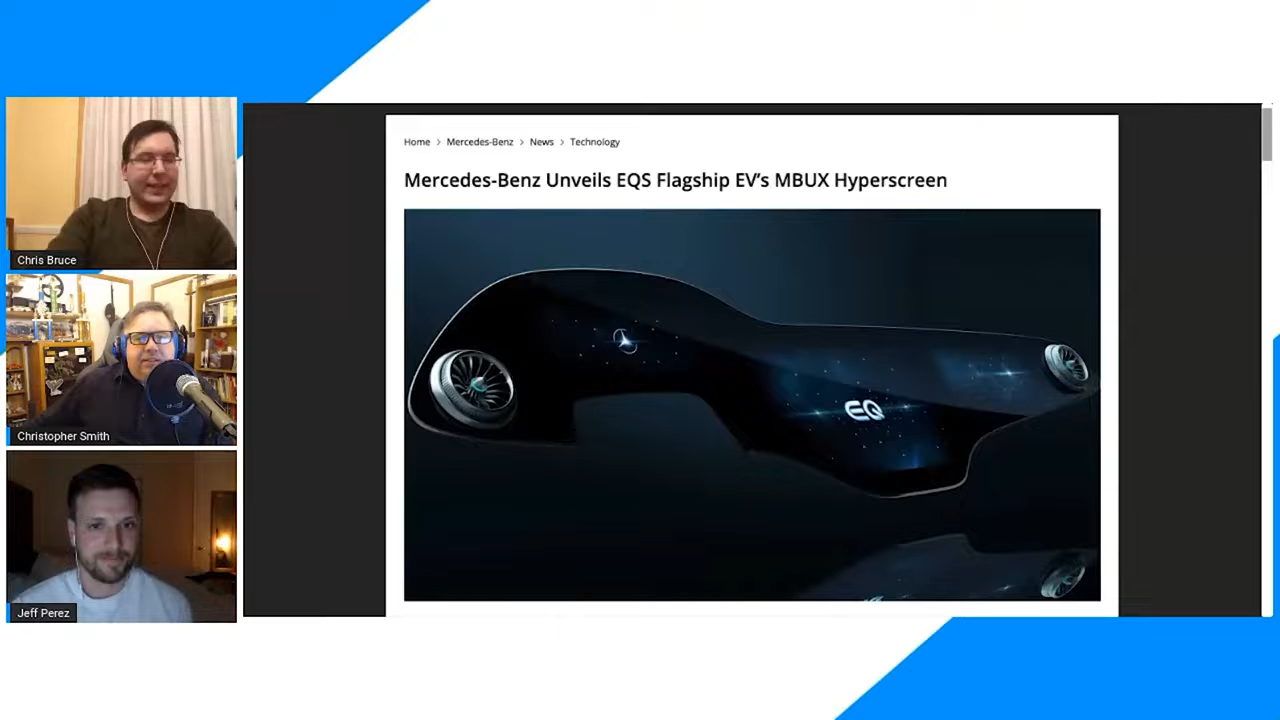 Home > Mercedes-Benz > News > Technology
Mercedes-Benz Unveils EQS Flagship EV's MBUX Hyperscreen
EQ
Chris Bruce
Christopher Smith
Jeff Perez